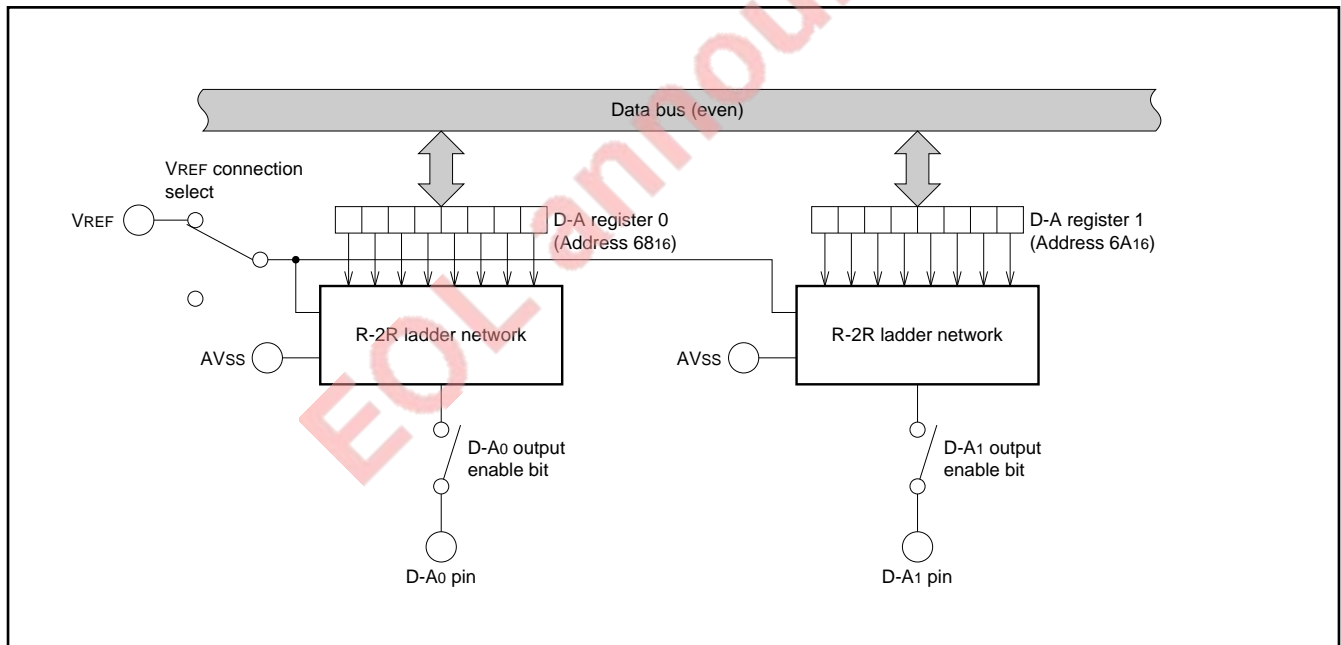 EOL annou
Data bus (even)
VREF connection
select
VREF
D-A register 0
(Address 6816)
D-A register 1
(Address 6A16)
R-2R ladder network
R-2R ladder network
AVSS
AVSS
D-A0 output
enable bit
D-A1 output
enable bit
D-A0 pin
D-A1 pin